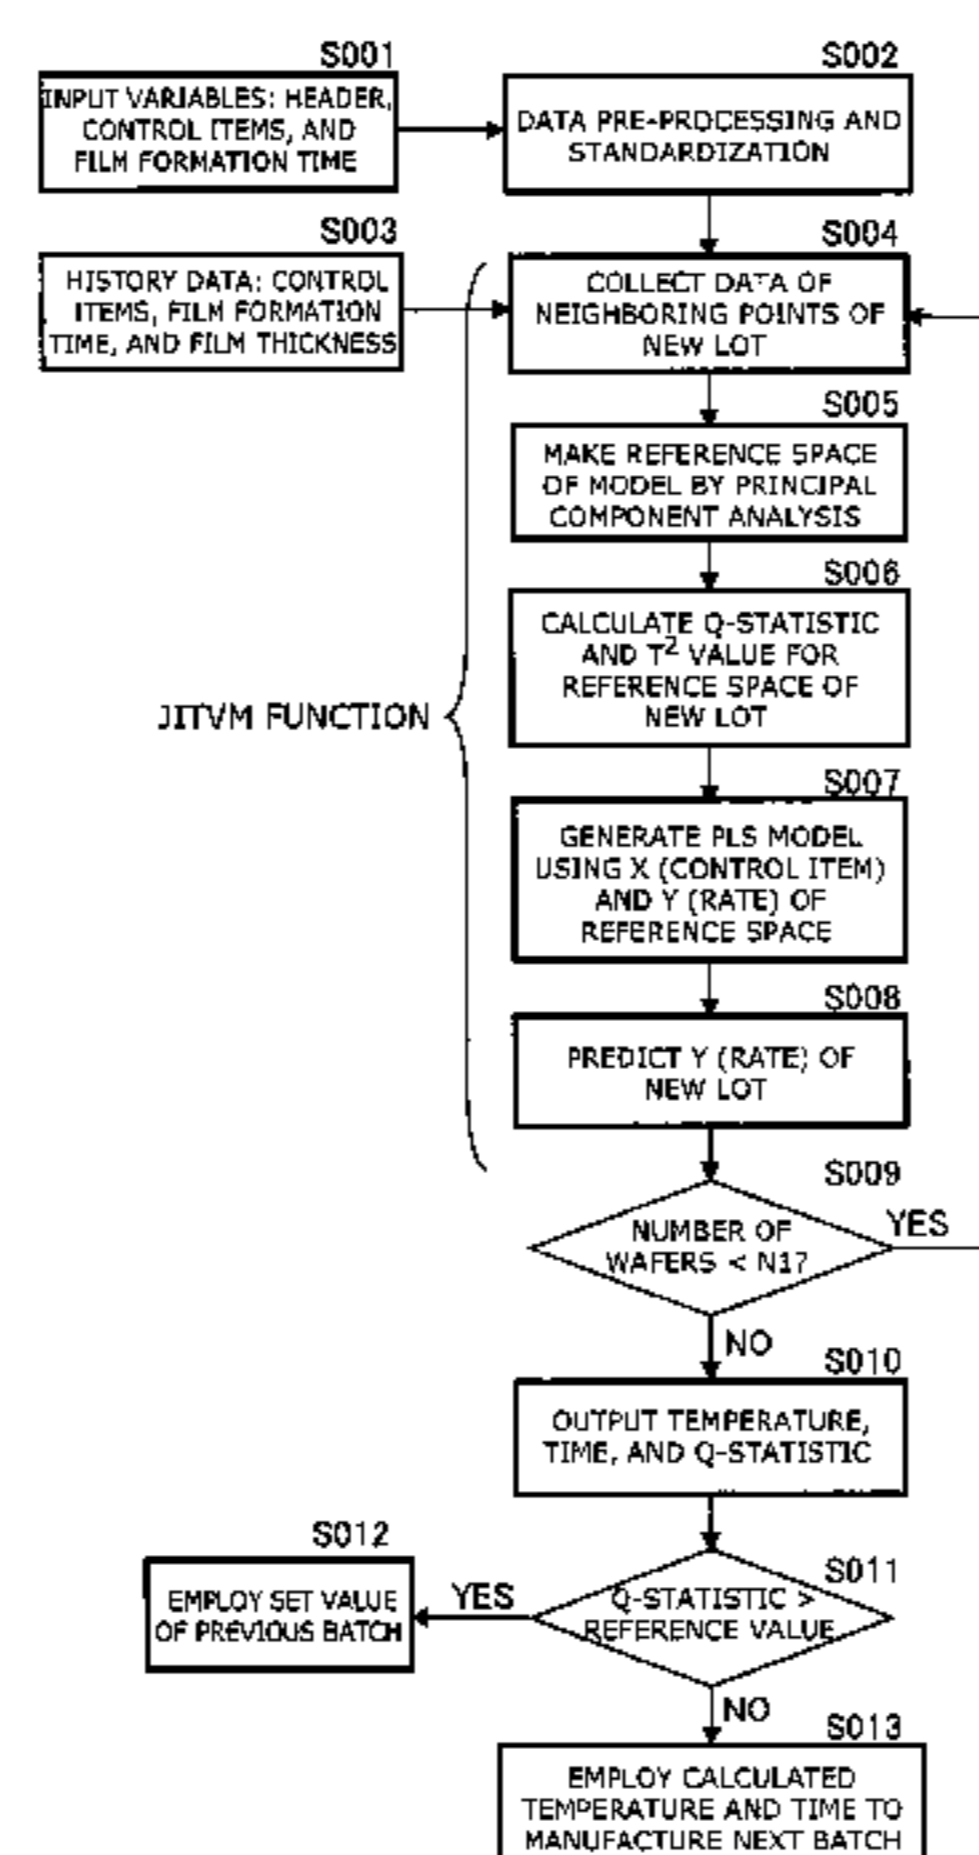 S001
INPUT VARIABLES: HEADER,
CONTROL ITEMS, AND
FILM FORMATION TIME
S002
DATA PRE-PROCESSING AND
STANDARDIZATION
S003
HISTORY DATA: CONTROL
ITEMS, FILM FORMATION
TIME, AND FILM THICKNESS
S004
COLLECT DATA OF
NEIGHBORING POINTS OF
NEW LOT
S005
MAKE REFERENCE SPACE
OF MODEL BY PRINCIPAL
COMPONENT ANALYSIS
S006
CALCULATE Q-STATISTIC
AND T² VALUE FOR
REFERENCE SPACE OF
NEW LOT
JITVM FUNCTION
S007
GENERATE PLS MODEL
USING X (CONTROL ITEM)
AND Y (RATE) OF
REFERENCE SPACE
S008
PREDICT Y (RATE) OF
NEW LOT
S009
NUMBER OF
WAFERS < N1?
YES
NO
S010
OUTPUT TEMPERATURE,
TIME, AND Q-STATISTIC
S011
Q-STATISTIC >
REFERENCE VALUE
YES
S012
EMPLOY SET VALUE
OF PREVIOUS BATCH
NO
S013
EMPLOY CALCULATED
TEMPERATURE AND TIME TO
MANUFACTURE NEXT BATCH